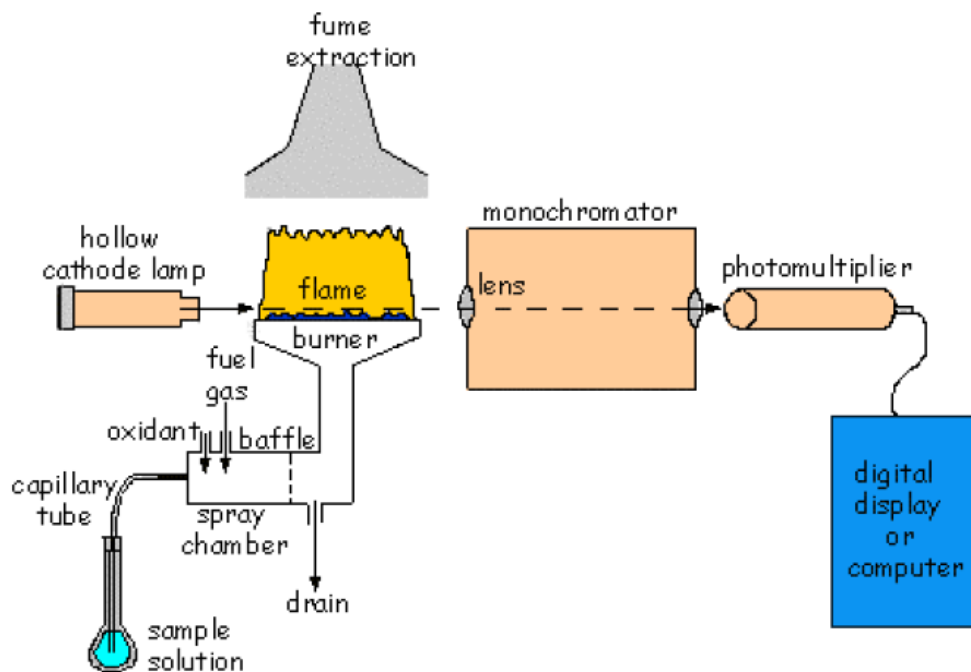 fume
extraction
hollow
cathode lamp
flame
burner
monochromator
lens
photomultiplier
fuel
gas
oxidant
baffle
capillary
tube
spray
chamber
drain
sample
solution
digital
display
or
computer